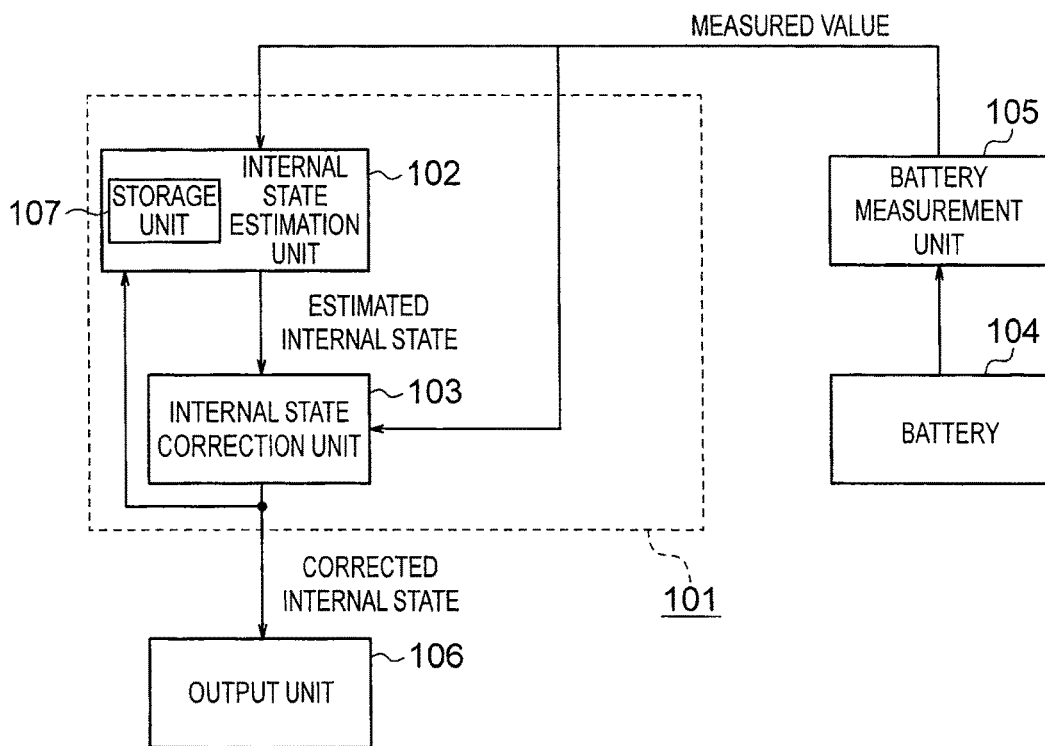 MEASURED VALUE
105
102
INTERNAL
STATE
ESTIMATION
UNIT
STORAGE
UNIT
107
BATTERY
MEASUREMENT
UNIT
ESTIMATED
INTERNAL STATE
104
103
INTERNAL STATE
CORRECTION UNIT
BATTERY
CORRECTED
INTERNAL STATE
101
106
OUTPUT UNIT